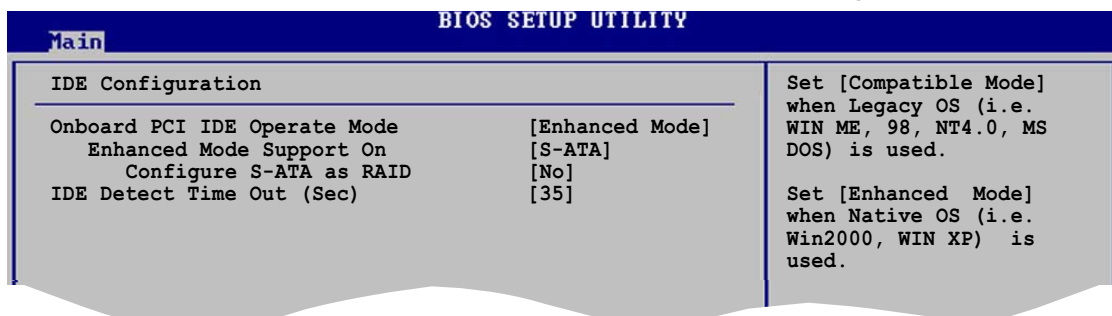 BIOS SETUP UTILITY
Main
IDE Configuration
Onboard PCI IDE Operate Mode [Enhanced Mode]
Enhanced Mode Support On [S-ATA]
Configure S-ATA as RAID [No]
IDE Detect Time Out (Sec) [35]
Set [Compatible Mode]
when Legacy OS (i.e.
WIN ME, 98, NT4.0, MS
DOS) is used.
Set [Enhanced Mode]
when Native OS (i.e.
Win2000, WIN XP) is
used.